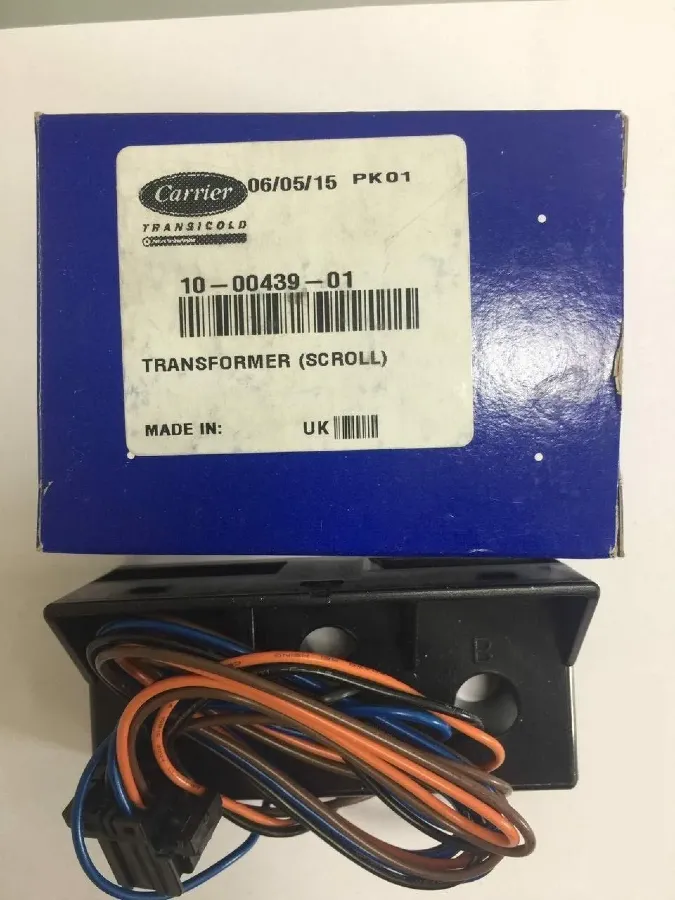 Carrier 06/05/15 PK01
TRANSICOLD
10-00439-01
TRANSFORMER (SCROLL)
MADE IN: UK
B